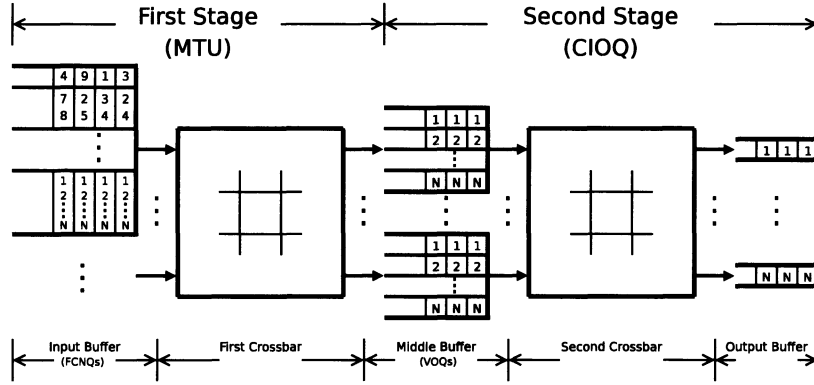 First Stage
(MTU)
Second Stage
(CIOQ)
4 9 1 3
7 2 3 2
8 5 4 4
1 1 1 1
2 2 2 2
N N N N
1 1 1
2 2 2
N N N
1 1 1
2 2 2
N N N
1 1 1
N N N
Input Buffer
(FCNQs)
First Crossbar
Middle Buffer
(VOQs)
Second Crossbar
Output Buffer